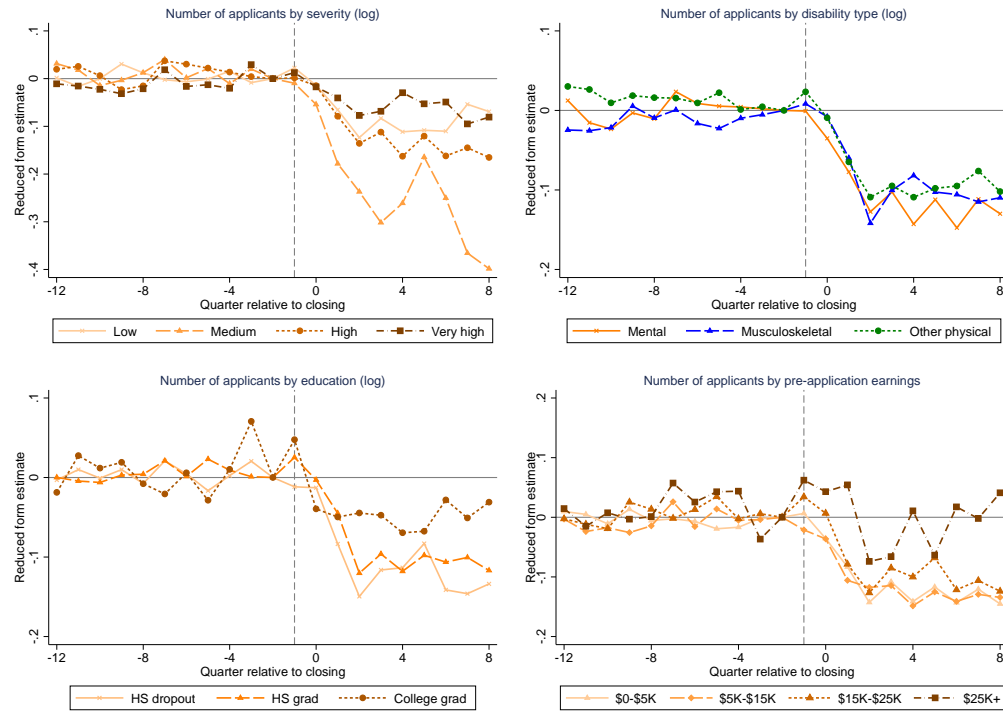 Number of applicants by severity (log)
Reduced form estimate
.1
0
-.1
-.2
-.3
-.4
-12
-8
-4
0
4
8
Quarter relative to closing
Low
Medium
High
Very high
Number of applicants by disability type (log)
Reduced form estimate
.1
0
-.1
-.2
-12
-8
-4
0
4
8
Quarter relative to closing
Mental
Musculoskeletal
Other physical
Number of applicants by education (log)
Reduced form estimate
.1
0
-.1
-.2
-12
-8
-4
0
4
8
Quarter relative to closing
HS dropout
HS grad
College grad
Number of applicants by pre-application earnings
Reduced form estimate
.2
0.1
0
-.1
-.2
-12
-8
-4
0
4
8
Quarter relative to closing
$0-$5K
$5K-$15K
$15K-$25K
$25K+